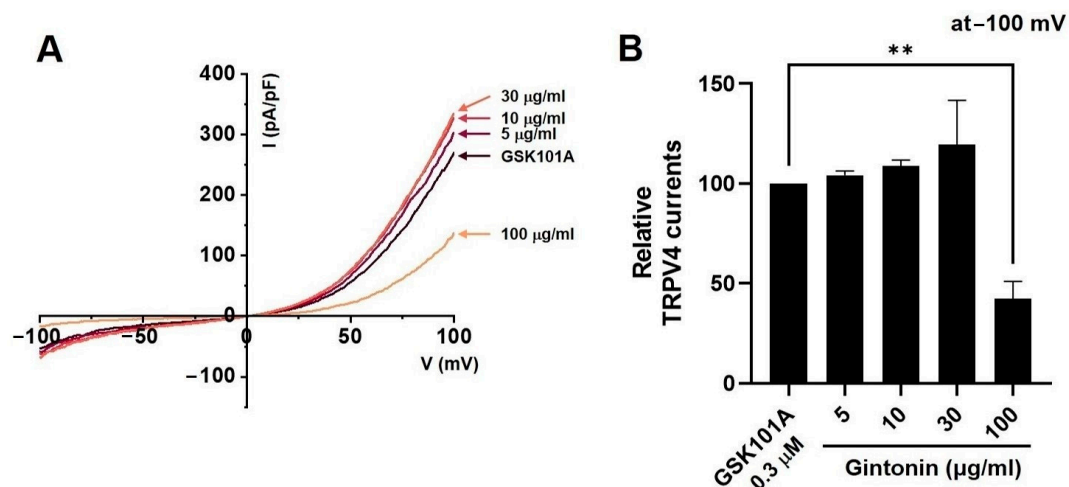 A
I (pA/pF)
400
300
200
100
0
−100
−100
−50
0
50
100
V (mV)
30 μg/ml
10 μg/ml
5 μg/ml
GSK101A
100 μg/ml
B
at−100 mV
**
Relative
TRPV4 currents
150
100
50
0
GSK101A
0.3 μM
5
10
30
100
Gintonin (μg/ml)